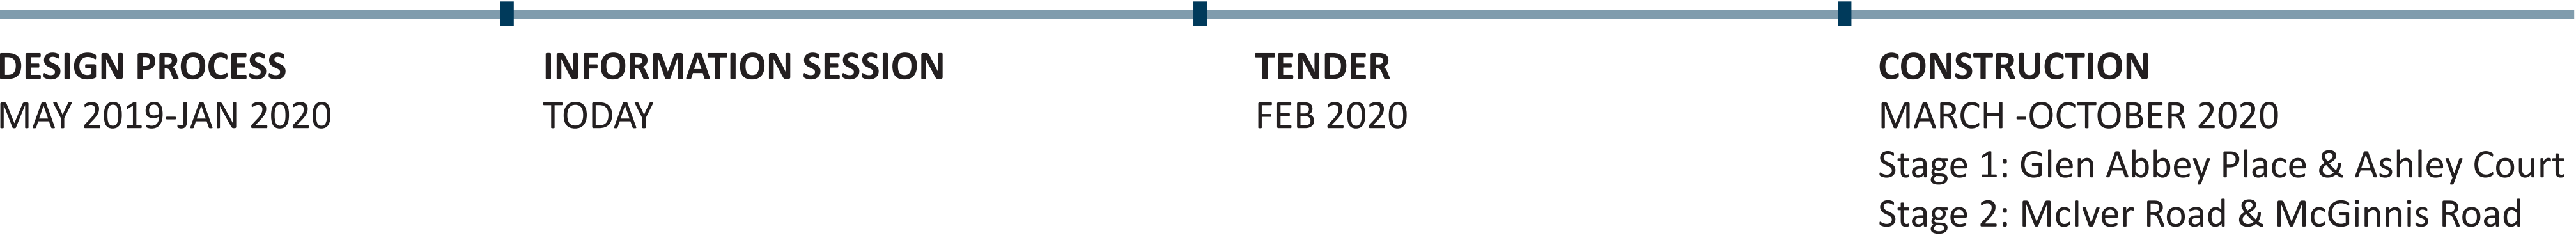 DESIGN PROCESS
MAY 2019-JAN 2020
INFORMATION SESSION
TODAY
TENDER
FEB 2020
CONSTRUCTION
MARCH -OCTOBER 2020
Stage 1: Glen Abbey Place & Ashley Court
Stage 2: McIver Road & McGinnis Road